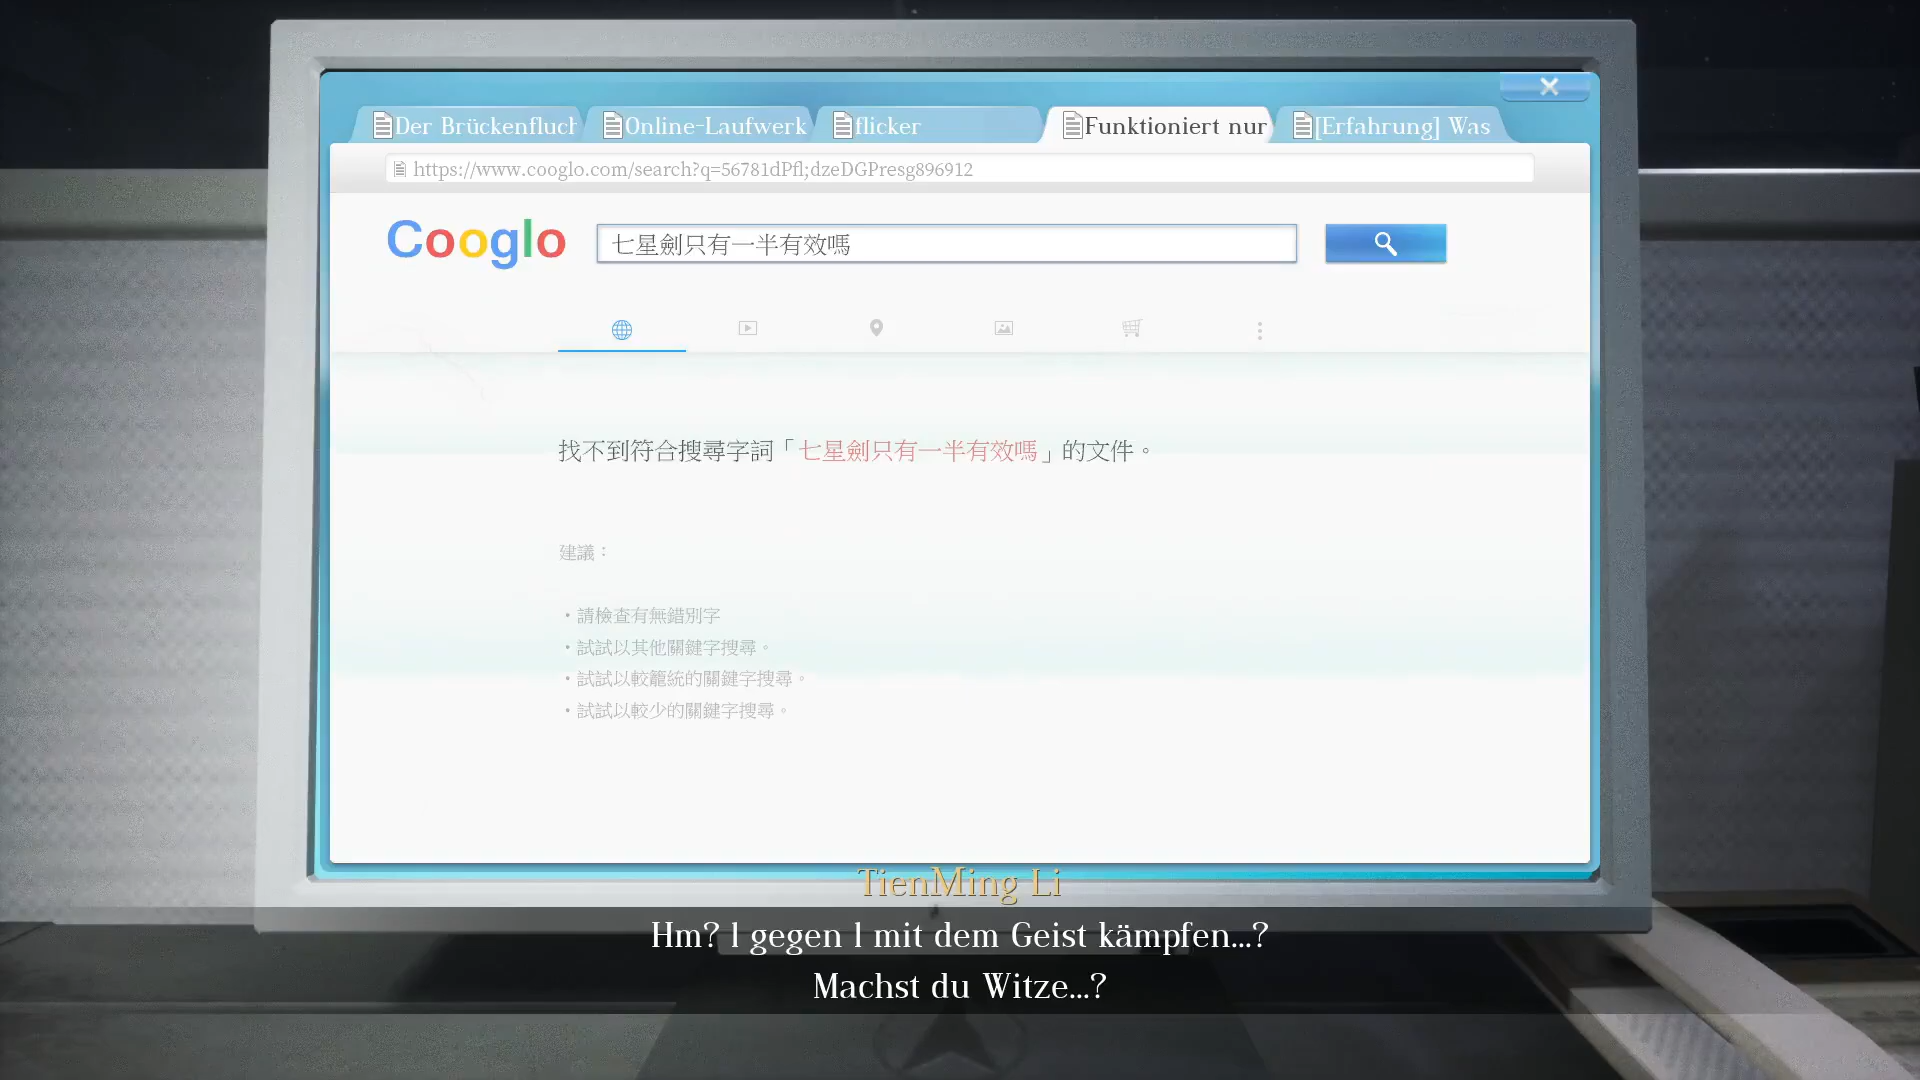 Der Brückenfluch
Online-Laufwerk
flicker
Funktioniert nur
[Erfahrung] Was
https://www.cooglo.com/search?q=56781dPfl;dzeDGPresg896912
Cooglo
七星劍只有一半有效嗎
找不到符合搜尋字詞「七星劍只有一半有效嗎」的文件。
建議：
・請檢查有無錯別字
・試試以其他關鍵字搜尋。
・試試以較籠統的關鍵字搜尋。
・試試以較少的關鍵字搜尋。
TienMing Li
Hm? 1 gegen 1 mit dem Geist kämpfen...?
Machst du Witze...?